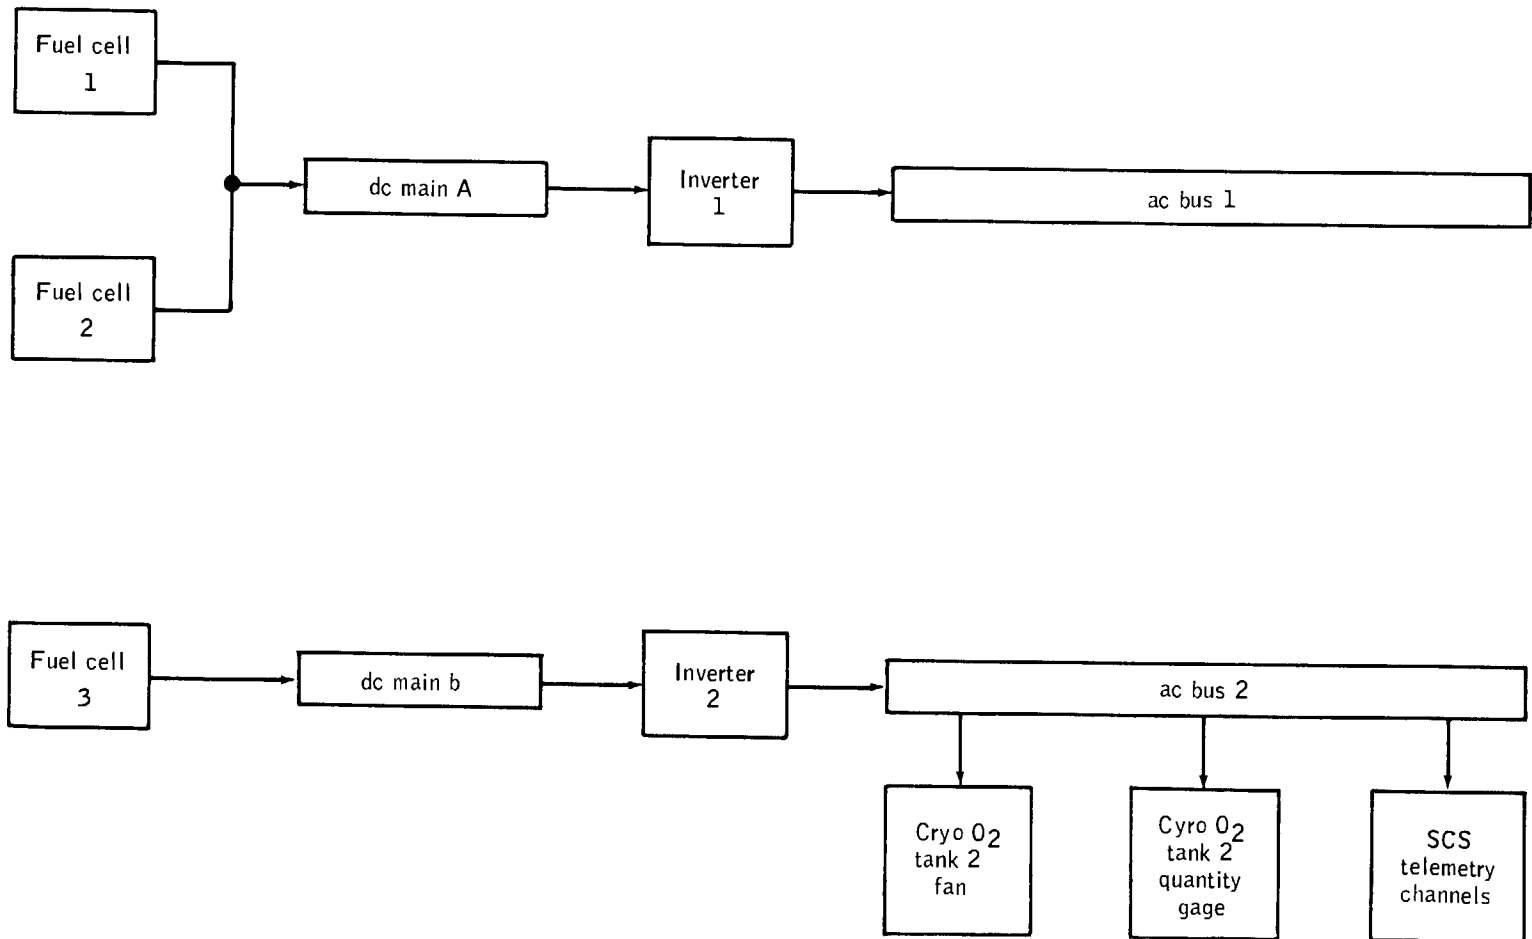 Fuel cell
1
dc main A
Inverter
1
ac bus 1
Fuel cell
2
Fuel cell
3
dc main b
Inverter
2
ac bus 2
Cryo O2
tank 2
fan
Cyro O2
tank 2
quantity
gage
SCS
telemetry
channels